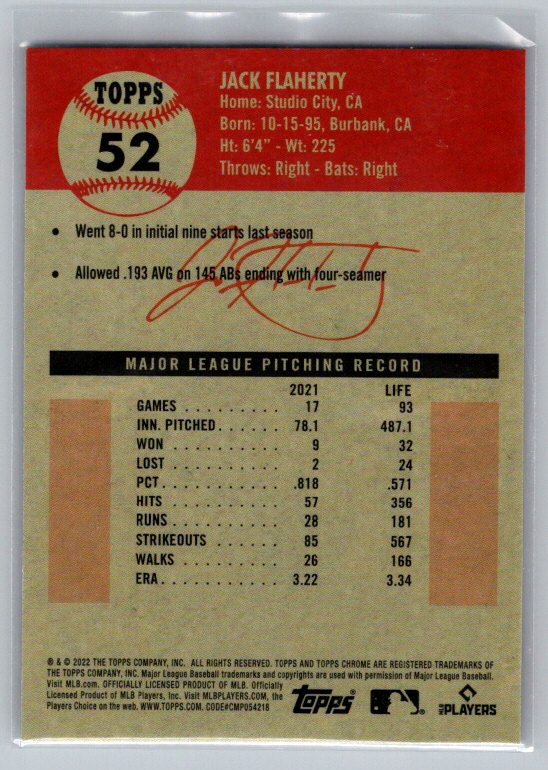 TOPPS
52
JACK FLAHERTY
Home: Studio City, CA
Born: 10-15-95, Burbank, CA
Ht: 6'4" - Wt: 225
Throws: Right - Bats: Right
• Went 8-0 in initial nine starts last season
• Allowed .193 AVG on 145 ABs ending with four-seamer
MAJOR LEAGUE PITCHING RECORD
2021 LIFE
GAMES . . . . . . . . . 17 93
INN. PITCHED . . . . . . 78.1 487.1
WON . . . . . . . . . . 9 32
LOST . . . . . . . . . . 2 24
PCT . . . . . . . . . . .818 .571
HITS . . . . . . . . . . 57 356
RUNS . . . . . . . . . 28 181
STRIKEOUTS . . . . . . 85 567
WALKS . . . . . . . . . 26 166
ERA . . . . . . . . . . 3.22 3.34
® & © 2022 THE TOPPS COMPANY, INC. ALL RIGHTS RESERVED. TOPPS AND TOPPS CHROME ARE REGISTERED TRADEMARKS OF
THE TOPPS COMPANY, INC. Major League Baseball trademarks and copyrights are used with permission of Major League Baseball.
Visit MLB.com. OFFICIALLY LICENSED PRODUCT OF MLB. Officially
Licensed Product of MLB Players, Inc. Visit MLBPLAYERS.COM, the
Players Choice on the web. WWW.TOPPS.COM. CODE#CMP054218
Topps
MLB PLAYERS